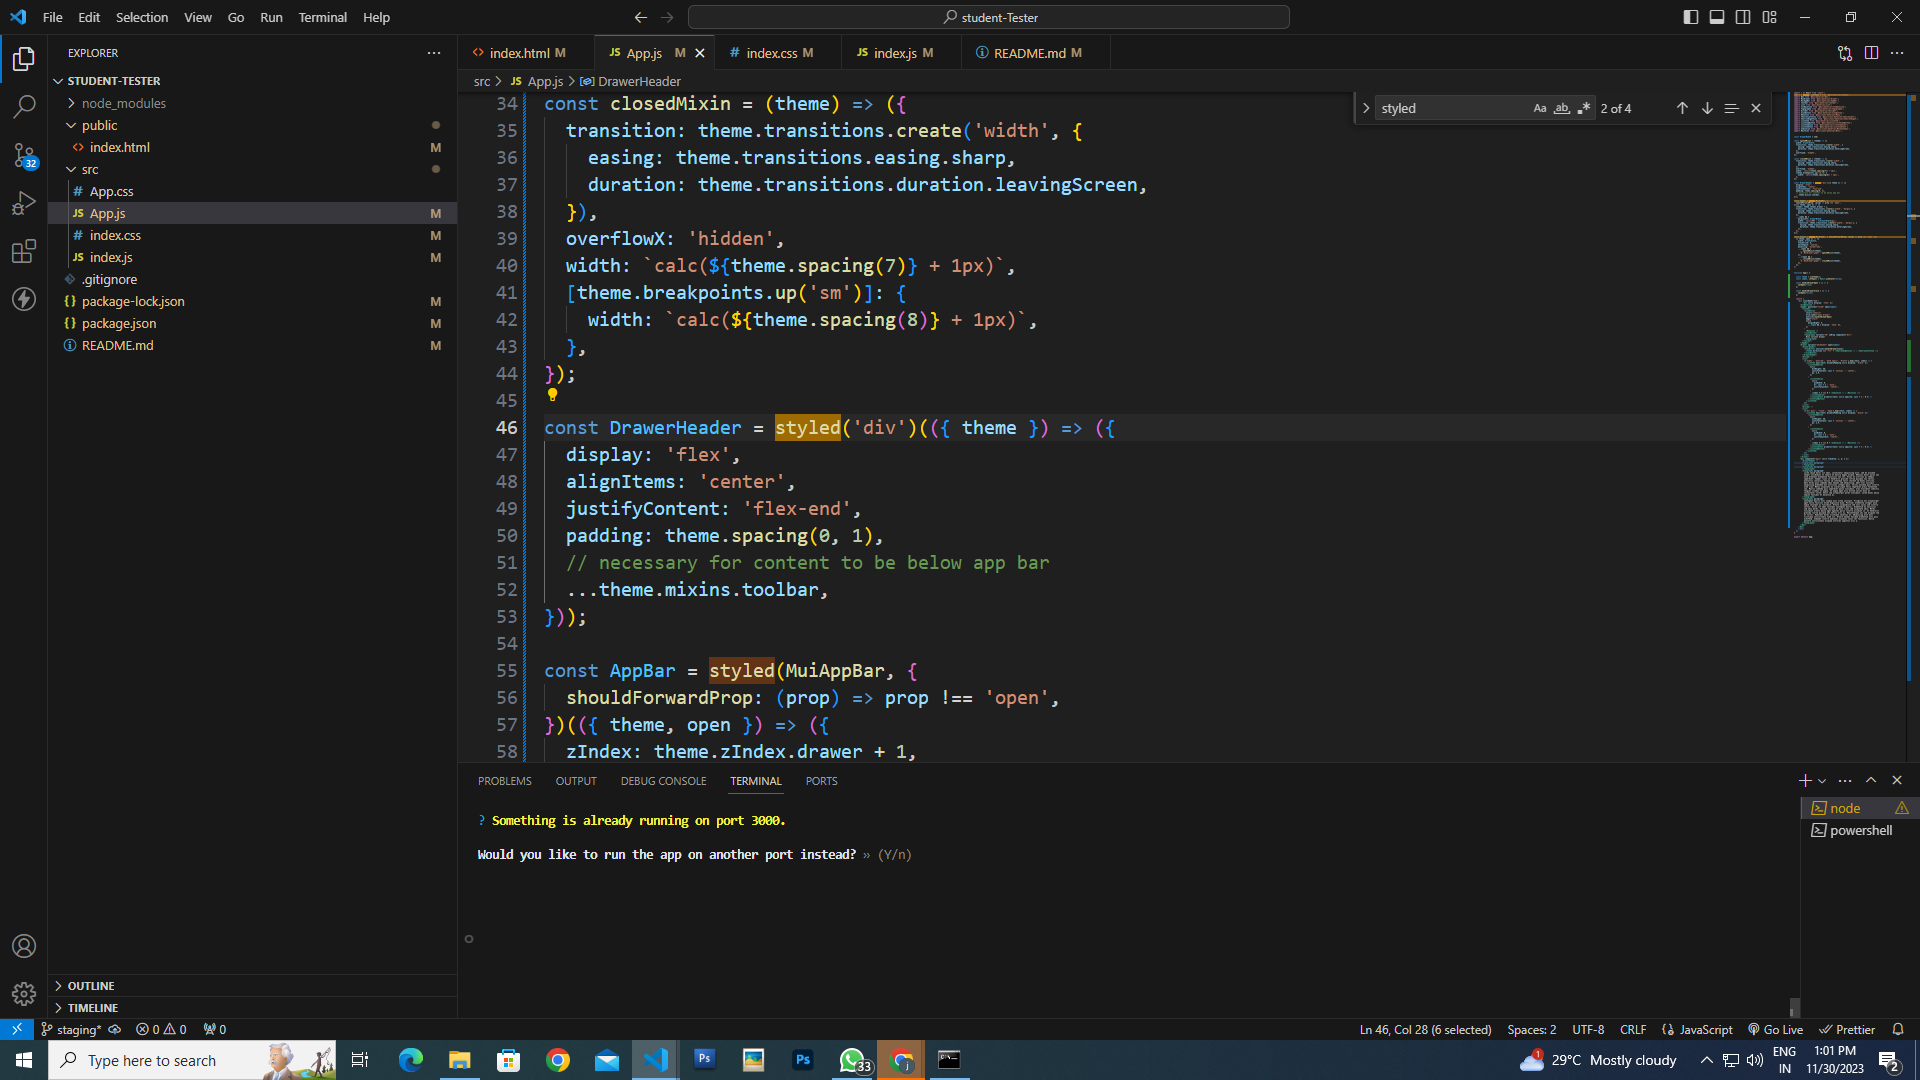 File Edit Selection View Go Run Terminal Help
student-Tester
EXPLORER
STUDENT-TESTER
node_modules
public
index.html M
src
App.css
App.js M
index.css M
index.js M
.gitignore
package-lock.json M
package.json M
README.md M
OUTLINE
TIMELINE
32
index.html M
App.js M
index.css M
index.js M
README.md M
src > JS App.js > DrawerHeader
styled
Aa ab 2 of 4
34 const closedMixin = (theme) => ({
35 transition: theme.transitions.create('width', {
36 easing: theme.transitions.easing.sharp,
37 duration: theme.transitions.duration.leavingScreen,
38 }),
39 overflowX: 'hidden',
40 width: `calc(${theme.spacing(7)} + 1px)`,
41 [theme.breakpoints.up('sm')]: {
42 width: `calc(${theme.spacing(8)} + 1px)`,
43 },
44 });
45
46 const DrawerHeader = styled('div')(({ theme }) => ({
47 display: 'flex',
48 alignItems: 'center',
49 justifyContent: 'flex-end',
50 padding: theme.spacing(0, 1),
51 // necessary for content to be below app bar
52 ...theme.mixins.toolbar,
53 }));
54
55 const AppBar = styled(MuiAppBar, {
56 shouldForwardProp: (prop) => prop !== 'open',
57 })(({ theme, open }) => ({
58 zIndex: theme.zIndex.drawer + 1,
PROBLEMS OUTPUT DEBUG CONSOLE TERMINAL PORTS
? Something is already running on port 3000.
Would you like to run the app on another port instead? » (Y/n)
node
powershell
staging* 0 0 0
Ln 46, Col 28 (6 selected) Spaces: 2 UTF-8 CRLF {} JavaScript Go Live Prettier
Type here to search
Ps
Ps
33
1
29°C Mostly cloudy
ENG
IN
1:01 PM
11/30/2023
2